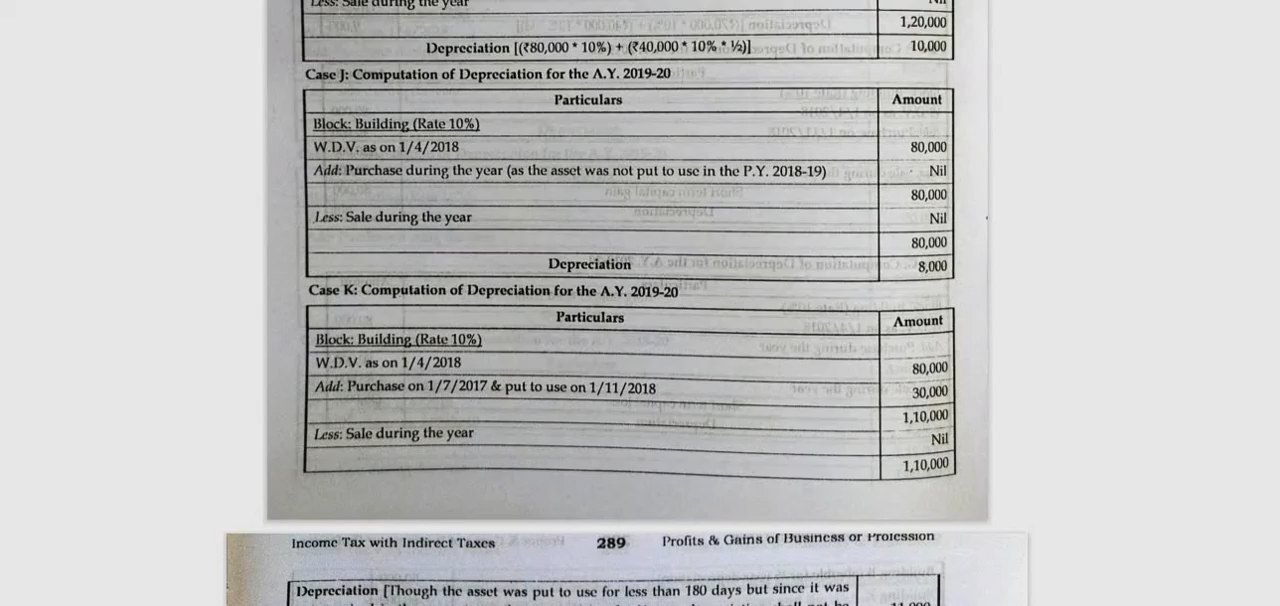 Less: Sale during the year Nil
1,20,000
Depreciation [(₹80,000 * 10%) + (₹40,000 * 10% * ½)] 10,000
Case J: Computation of Depreciation for the A.Y. 2019-20
Particulars Amount
Block: Building (Rate 10%)
W.D.V. as on 1/4/2018 80,000
Add: Purchase during the year (as the asset was not put to use in the P.Y. 2018-19) Nil
80,000
Less: Sale during the year Nil
80,000
Depreciation 8,000
Case K: Computation of Depreciation for the A.Y. 2019-20
Particulars Amount
Block: Building (Rate 10%)
W.D.V. as on 1/4/2018 80,000
Add: Purchase on 1/7/2017 & put to use on 1/11/2018 30,000
1,10,000
Less: Sale during the year Nil
1,10,000
Income Tax with Indirect Taxes 289 Profits & Gains of Business or Profession
Depreciation [Though the asset was put to use for less than 180 days but since it was
11,000